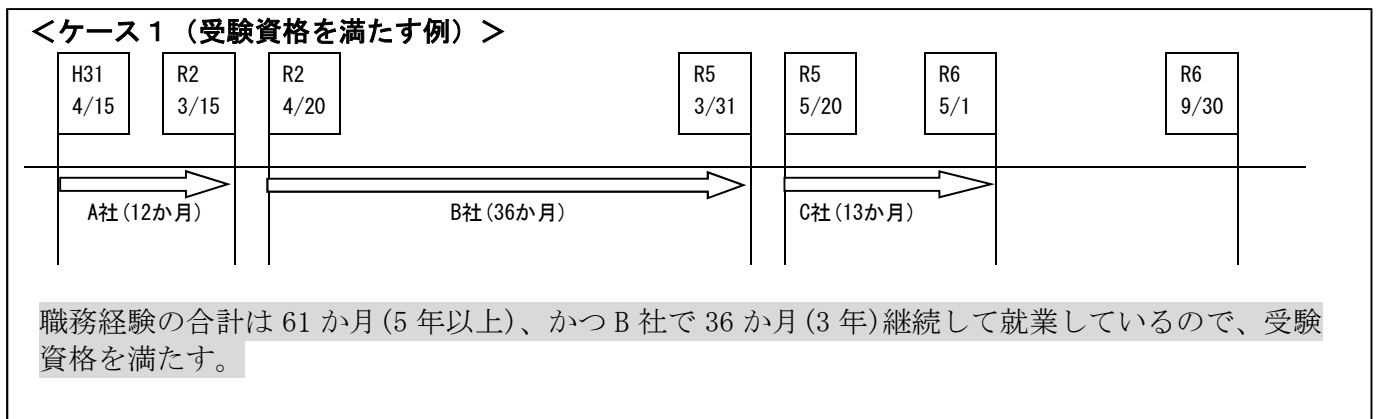 ＜ケース１（受験資格を満たす例）＞
H31
4/15
R2
3/15
R2
4/20
R5
3/31
R5
5/20
R6
5/1
R6
9/30
A社(12か月)
B社(36か月)
C社(13か月)
職務経験の合計は 61 か月(5 年以上)、かつ B 社で 36 か月(3 年)継続して就業しているので、受験
資格を満たす。